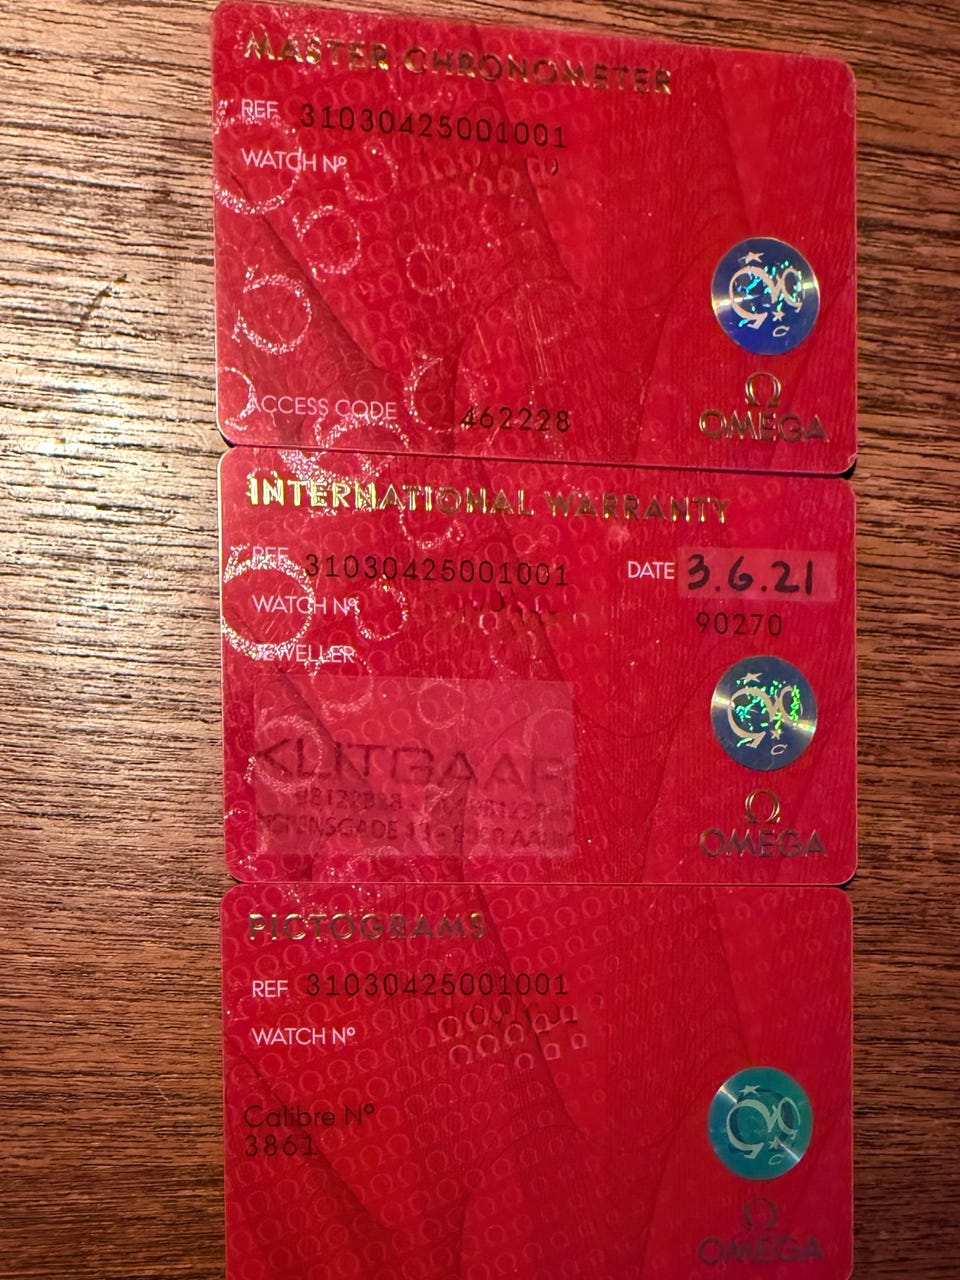 MASTER CHRONOMETER
REF 31030425001001
WATCH Nº
ACCESS CODE 462228
Ω
OMEGA
INTERNATIONAL WARRANTY
REF 31030425001001
DATE 3.6.21
WATCH Nº
90270
JEWELLER
KLITGAAR
Ω
OMEGA
PICTOGRAMS
REF 31030425001001
WATCH Nº
Calibre Nº
3861
Ω
OMEGA